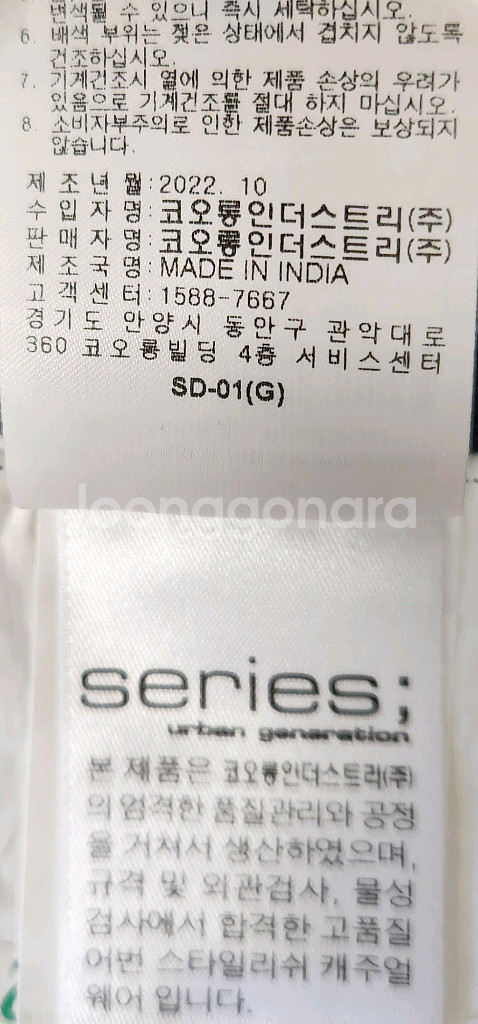 변색될 수 있으니 즉시 세탁하십시오.
6. 배색 부위는 젖은 상태에서 겹치지 않도록
건조하십시오.
7. 기계건조시 열에 의한 제품 손상의 우려가
있음으로 기계건조를 절대 하지 마십시오.
8. 소비자부주의로 인한 제품손상은 보상되지
않습니다.
제 조 년 월:2022. 10
수 입 자 명:코오롱인더스트리(주)
판 매 자 명:코오롱인더스트리(주)
제 조 국 명:MADE IN INDIA
고 객 센 터:1588-7667
경 기 도 안 양 시 동 안 구 관 악 대 로
360 코 오 롱 빌 딩 4 층 서 비 스 센 터
SD-01(G)
Joonggonara
series;
urban generation
본 제품은 코오롱인더스트리(주)
의 엄격한 품질관리와 공정
을 거쳐서 생산하였으며,
규격 및 외관검사, 물성
검사에서 합격한 고품질
어번 스타일리쉬 캐주얼
웨어 입니다.